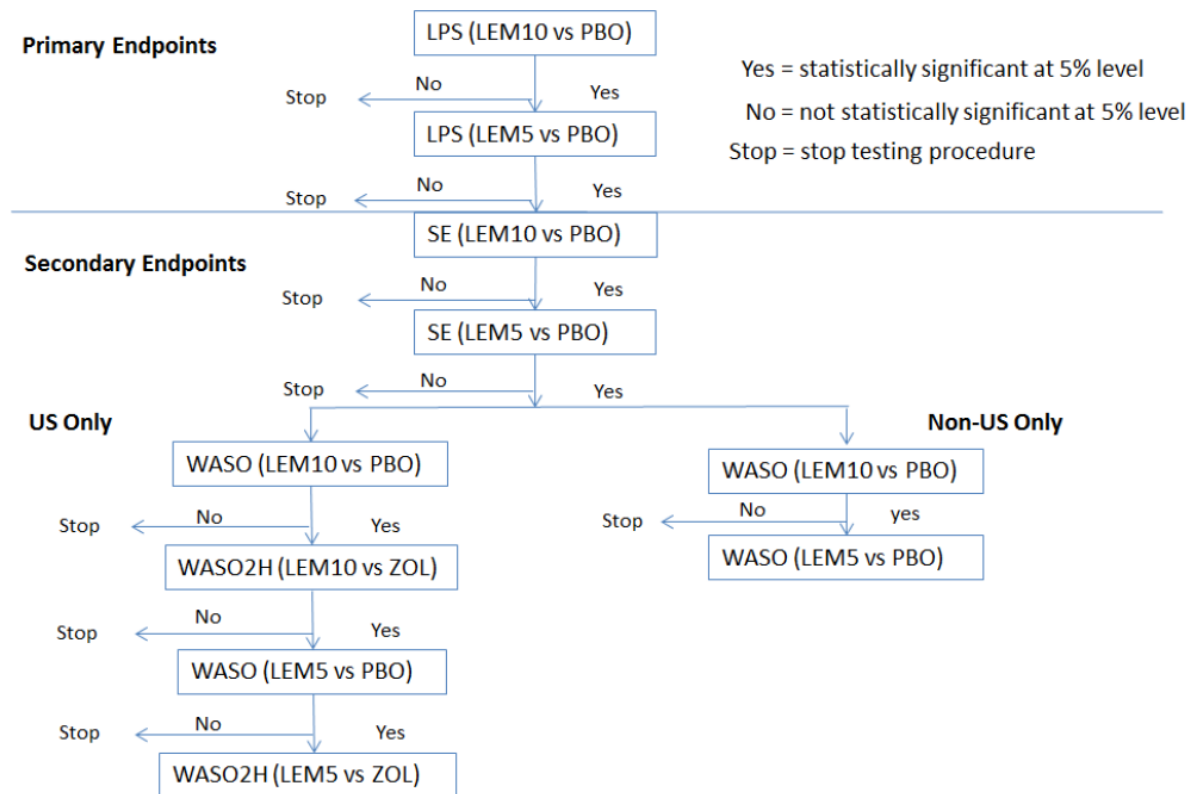 Primary Endpoints
LPS (LEM10 vs PBO)
Yes = statistically significant at 5% level
No = not statistically significant at 5% level
Stop = stop testing procedure
No
Stop
Yes
LPS (LEM5 vs PBO)
No
Stop
Yes
SE (LEM10 vs PBO)
Secondary Endpoints
No
Stop
Yes
SE (LEM5 vs PBO)
No
Stop
Yes
US Only
WASO (LEM10 vs PBO)
No
Stop
Yes
WASO2H (LEM10 vs ZOL)
No
Stop
Yes
WASO (LEM5 vs PBO)
No
Stop
Yes
WASO2H (LEM5 vs ZOL)
Non-US Only
WASO (LEM10 vs PBO)
No
Stop
yes
WASO (LEM5 vs PBO)